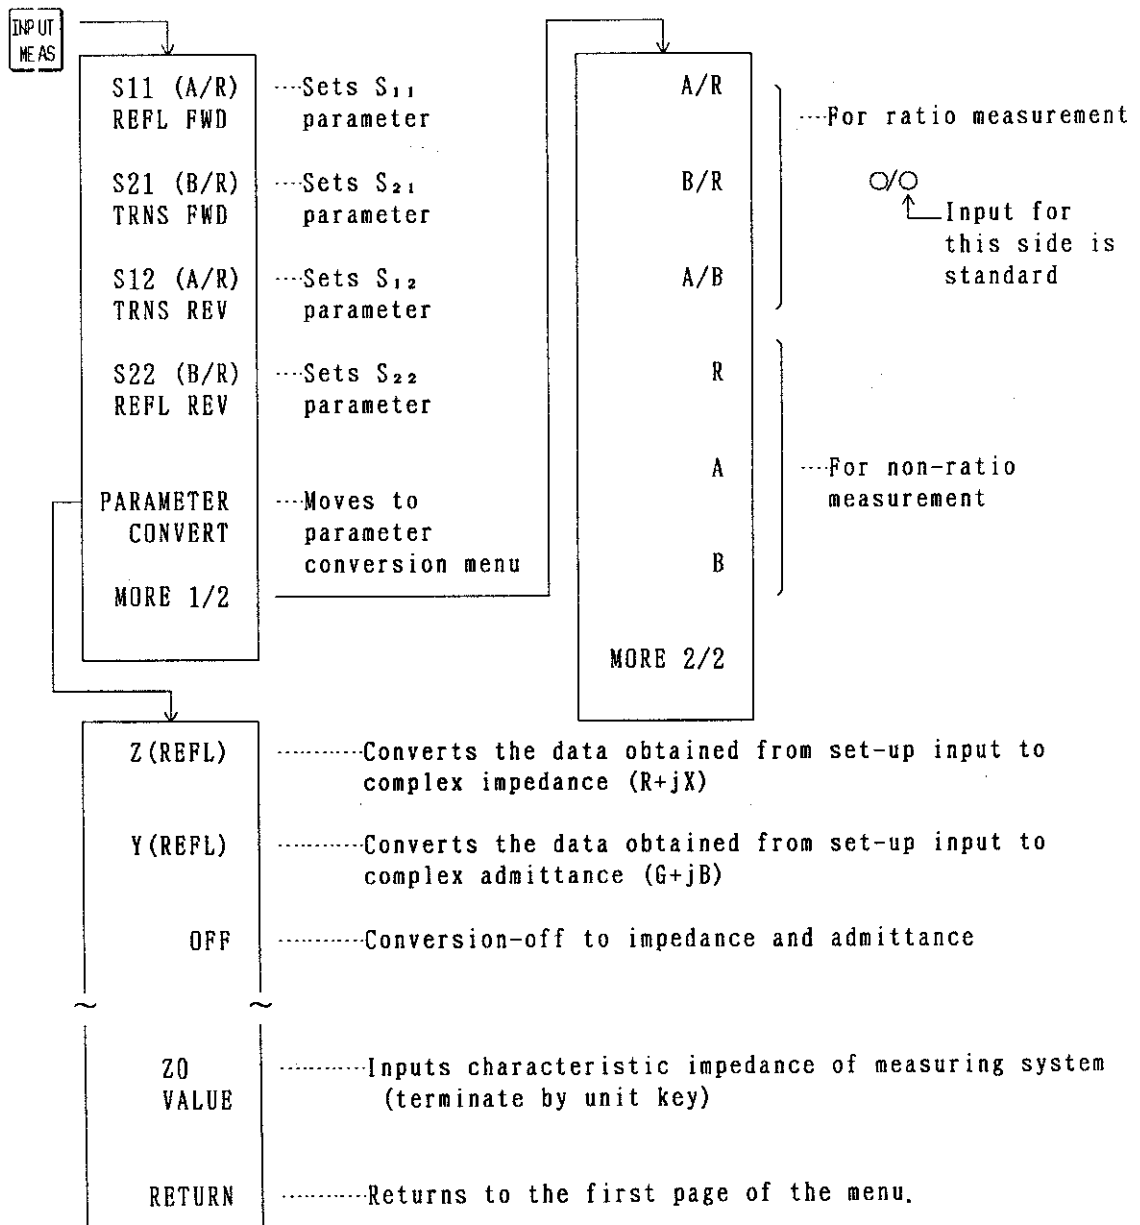 INPUT
MEAS
S11 (A/R) ····Sets S₁₁
REFL FWD parameter
S21 (B/R) ····Sets S₂₁
TRNS FWD parameter
S12 (A/R) ····Sets S₁₂
TRNS REV parameter
S22 (B/R) ····Sets S₂₂
REFL REV parameter
PARAMETER ····Moves to
CONVERT parameter
conversion menu
MORE 1/2
A/R
····For ratio measurement
B/R
○/○
Input for
this side is
standard
A/B
R
A
····For non-ratio
measurement
B
MORE 2/2
Z(REFL) ···········Converts the data obtained from set-up input to
complex impedance (R+jX)
Y(REFL) ···········Converts the data obtained from set-up input to
complex admittance (G+jB)
OFF ···········Conversion-off to impedance and admittance
Z0 ···········Inputs characteristic impedance of measuring system
VALUE (terminate by unit key)
RETURN ···········Returns to the first page of the menu.